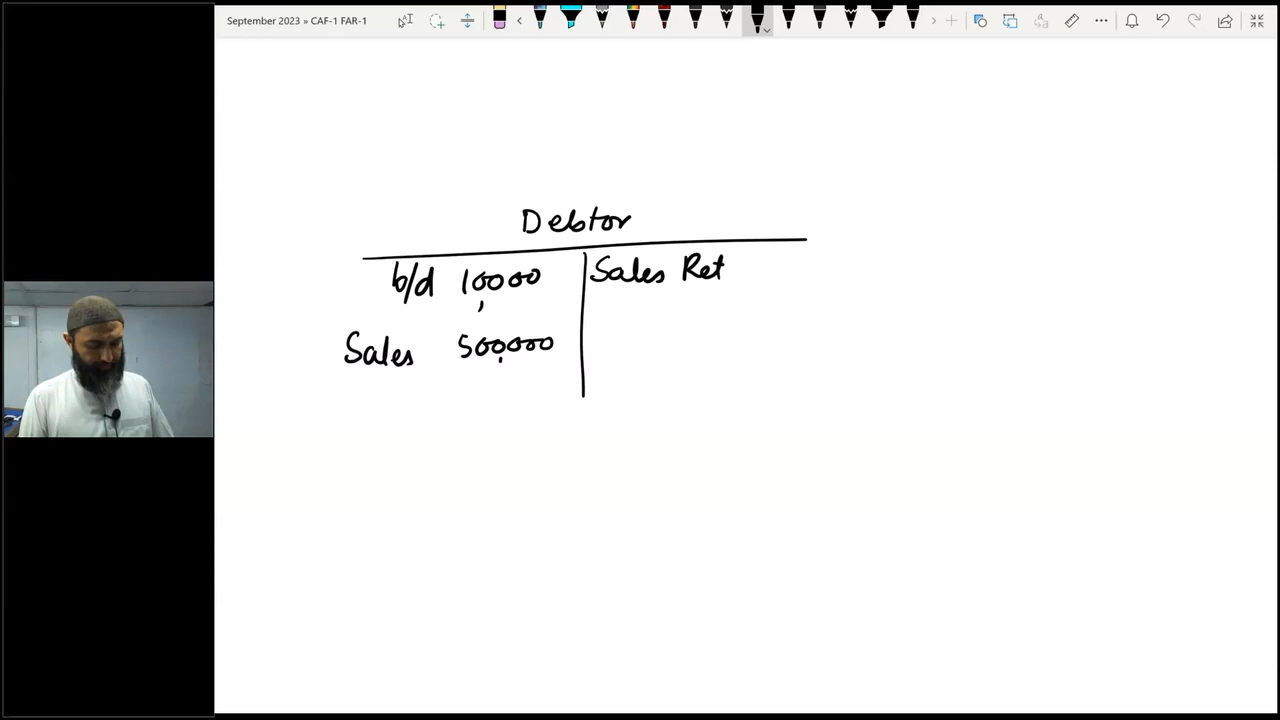 September 2023 » CAF-1 FAR-1
Debtor
b/d 10,000 Sales Ret
Sales 500,000